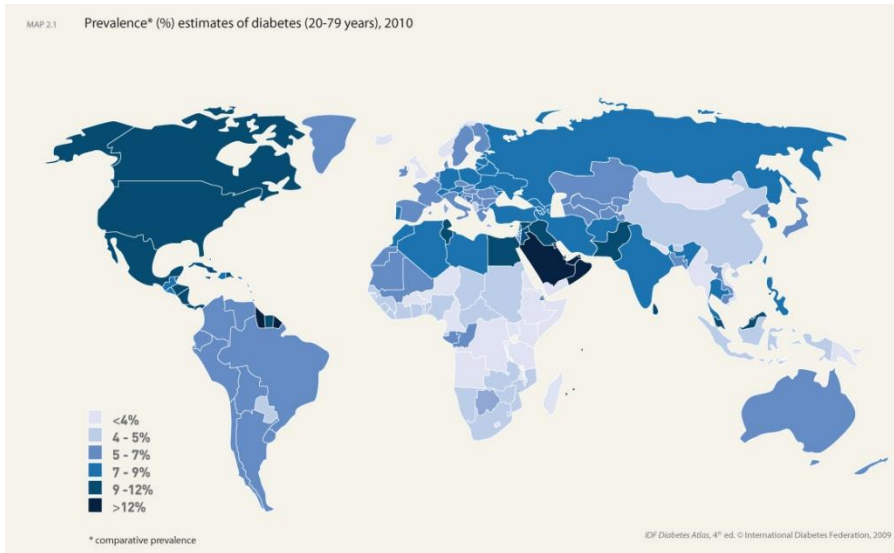 MAP 2.1 Prevalence* (%) estimates of diabetes (20-79 years), 2010
<4%
4 - 5%
5 - 7%
7 - 9%
9 -12%
>12%
* comparative prevalence
IDF Diabetes Atlas, 4th ed. © International Diabetes Federation, 2009